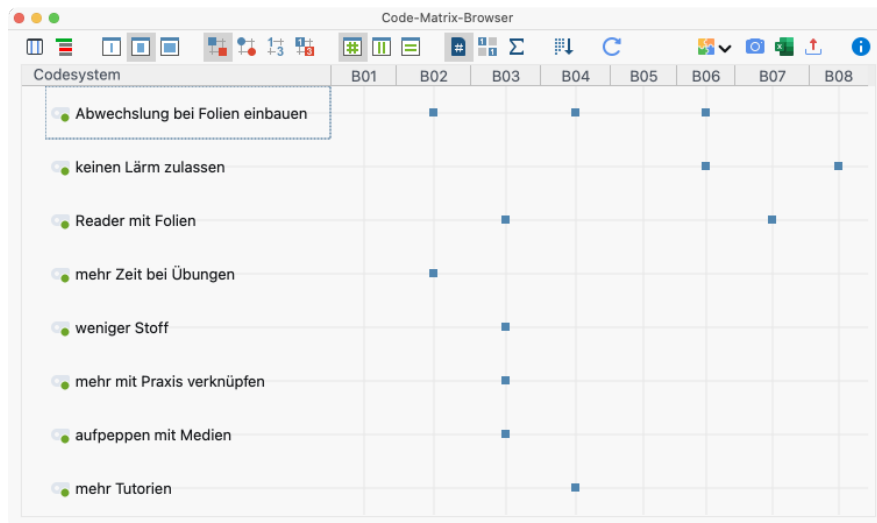 Code-Matrix-Browser
Codesystem B01 B02 B03 B04 B05 B06 B07 B08
Abwechslung bei Folien einbauen
keinen Lärm zulassen
Reader mit Folien
mehr Zeit bei Übungen
weniger Stoff
mehr mit Praxis verknüpfen
aufpeppen mit Medien
mehr Tutorien